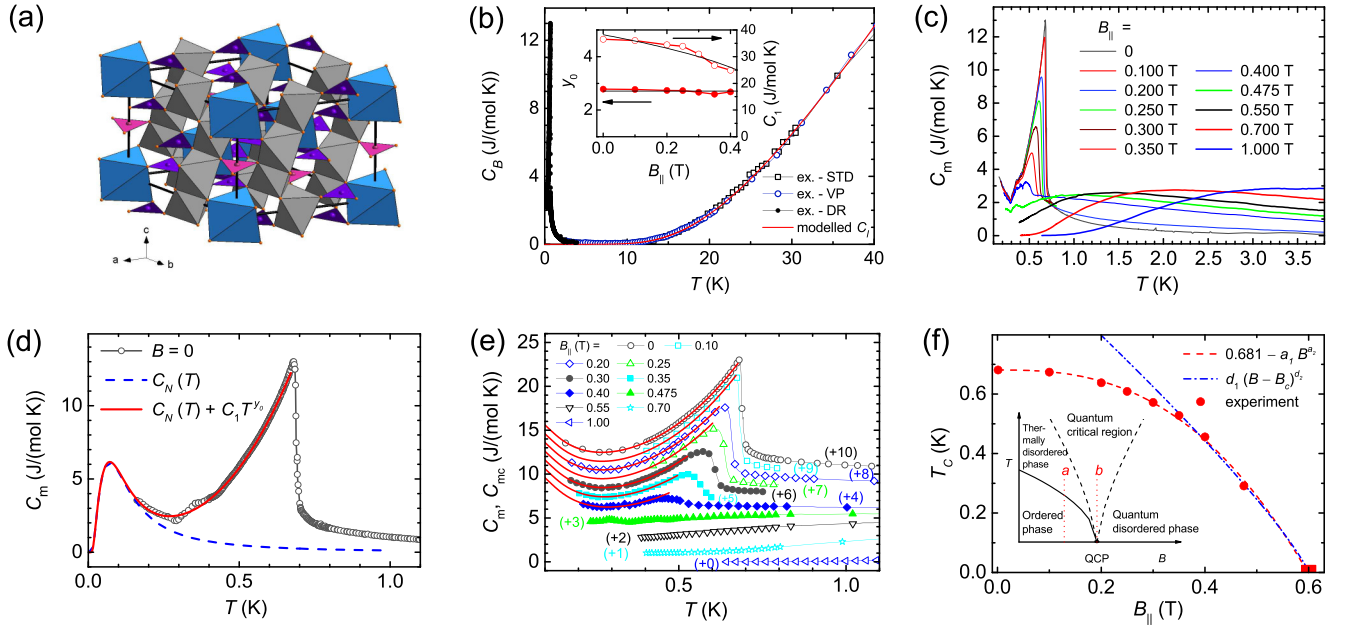 (a)
c
a
b
(b)
C_B (J/(mol K))
12
10
8
6
4
2
0
0
10
20
30
40
T (K)
y_0
4
2
40
30
20
10
0
C_1 (J/mol K)
0.0
0.2
0.4
B_|| (T)
ex. - STD
ex. - VP
ex. - DR
modelled C_l
(c)
C_m (J/(mol K))
14
12
10
8
6
4
2
0
0.5
1.0
1.5
2.0
2.5
3.0
3.5
T (K)
B_|| =
0
0.100 T
0.200 T
0.250 T
0.300 T
0.350 T
0.400 T
0.475 T
0.550 T
0.700 T
1.000 T
(d)
C_m (J/(mol K))
10
5
0
0.0
0.5
1.0
T (K)
B = 0
C_N (T)
C_N (T) + C_1T^{y_0}
(e)
C_m, C_mc (J/(mol K))
25
20
15
10
5
0
0.5
1.0
T (K)
B_||(T) =
0
0.10
0.20
0.25
0.30
0.35
0.40
0.475
0.55
0.70
1.00
(+10)
(+9)
(+8)
(+7)
(+6)
(+5)
(+4)
(+3)
(+2)
(+1)
(+0)
(f)
T_C (K)
0.6
0.4
0.2
0.0
0.0
0.2
0.4
0.6
B_|| (T)
0.681 − a_1 B^{a_2}
d_1 (B − B_c)^{d_2}
experiment
Quantum
critical region
Ther-
mally
disordered
phase
T
a
b
Ordered
phase
Quantum
disordered phase
QCP
B